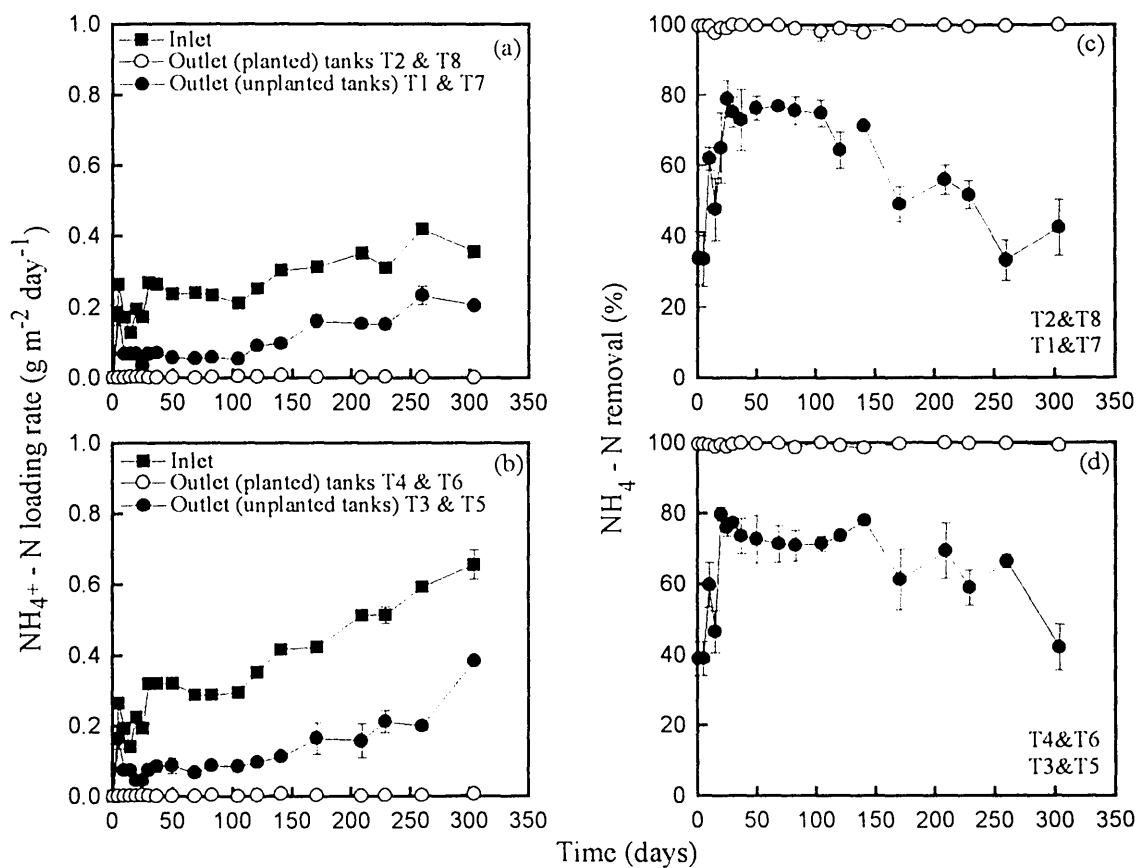 NH4+ - N loading rate (g m-2 day-1)
1.0
0.8
0.6
0.4
0.2
0.0
(a)
Inlet
Outlet (planted) tanks T2 & T8
Outlet (unplanted tanks) T1 & T7
0 50 100 150 200 250 300 350
1.0
0.8
0.6
0.4
0.2
0.0
(b)
Inlet
Outlet (planted) tanks T4 & T6
Outlet (unplanted tanks) T3 & T5
0 50 100 150 200 250 300 350
NH4 - N removal (%)
100
80
60
40
20
0
(c)
T2&T8
T1&T7
0 50 100 150 200 250 300 350
100
80
60
40
20
0
(d)
T4&T6
T3&T5
0 50 100 150 200 250 300 350
Time (days)